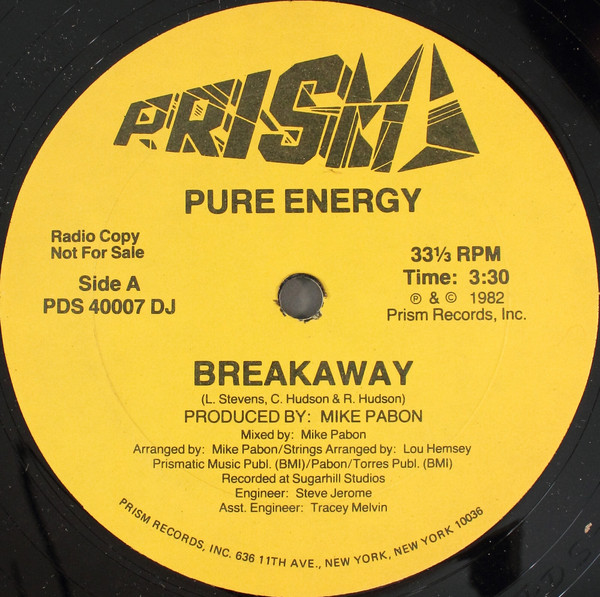 PRISM
PURE ENERGY
Radio Copy
Not For Sale
Side A
PDS 40007 DJ
33⅓ RPM
Time: 3:30
℗ & © 1982
Prism Records, Inc.
BREAKAWAY
(L. Stevens, C. Hudson & R. Hudson)
PRODUCED BY: MIKE PABON
Mixed by: Mike Pabon
Arranged by: Mike Pabon/Strings Arranged by: Lou Hemsey
Prismatic Music Publ. (BMI)/Pabon/Torres Publ. (BMI)
Recorded at Sugarhill Studios
Engineer: Steve Jerome
Asst. Engineer: Tracey Melvin
PRISM RECORDS, INC. 636 11TH AVE., NEW YORK, NEW YORK 10036